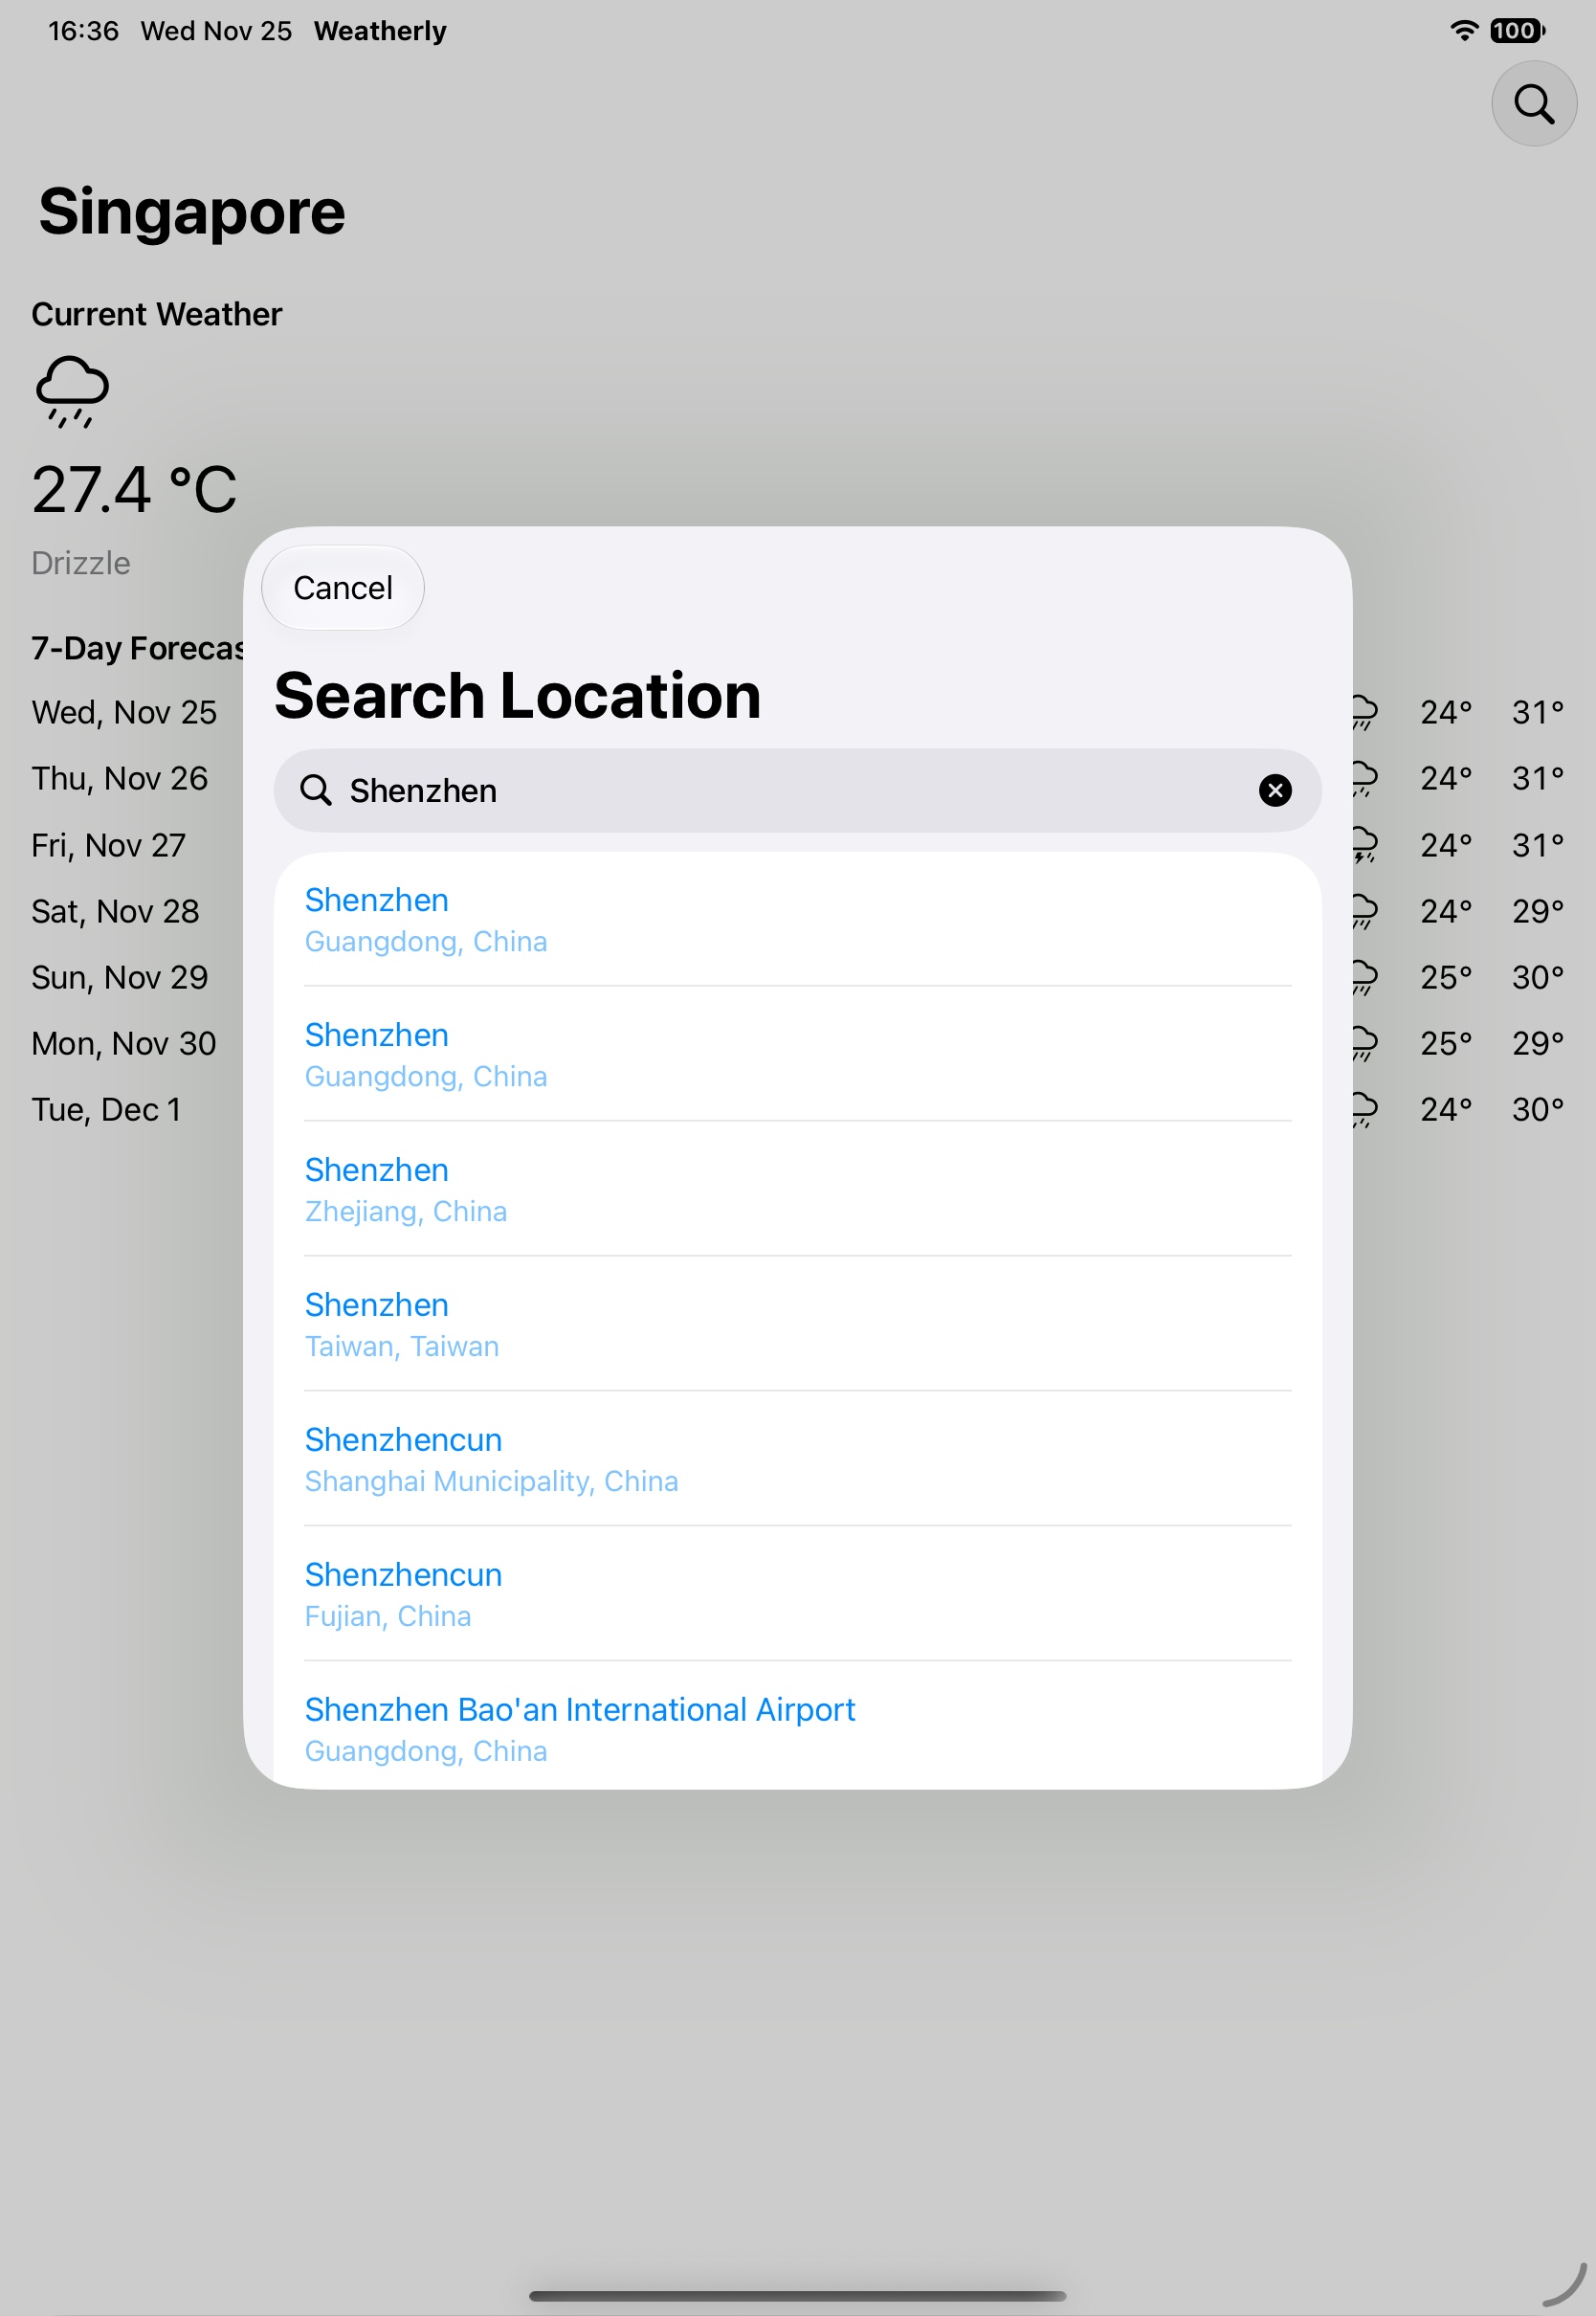 16:36 Wed Nov 25 Weatherly 100
Singapore
Current Weather
27.4 °C
Drizzle
7-Day Forecas
Wed, Nov 25 24° 31°
Thu, Nov 26 24° 31°
Fri, Nov 27 24° 31°
Sat, Nov 28 24° 29°
Sun, Nov 29 25° 30°
Mon, Nov 30 25° 29°
Tue, Dec 1 24° 30°
Cancel
Search Location
Shenzhen
Shenzhen
Guangdong, China
Shenzhen
Guangdong, China
Shenzhen
Zhejiang, China
Shenzhen
Taiwan, Taiwan
Shenzhencun
Shanghai Municipality, China
Shenzhencun
Fujian, China
Shenzhen Bao'an International Airport
Guangdong, China